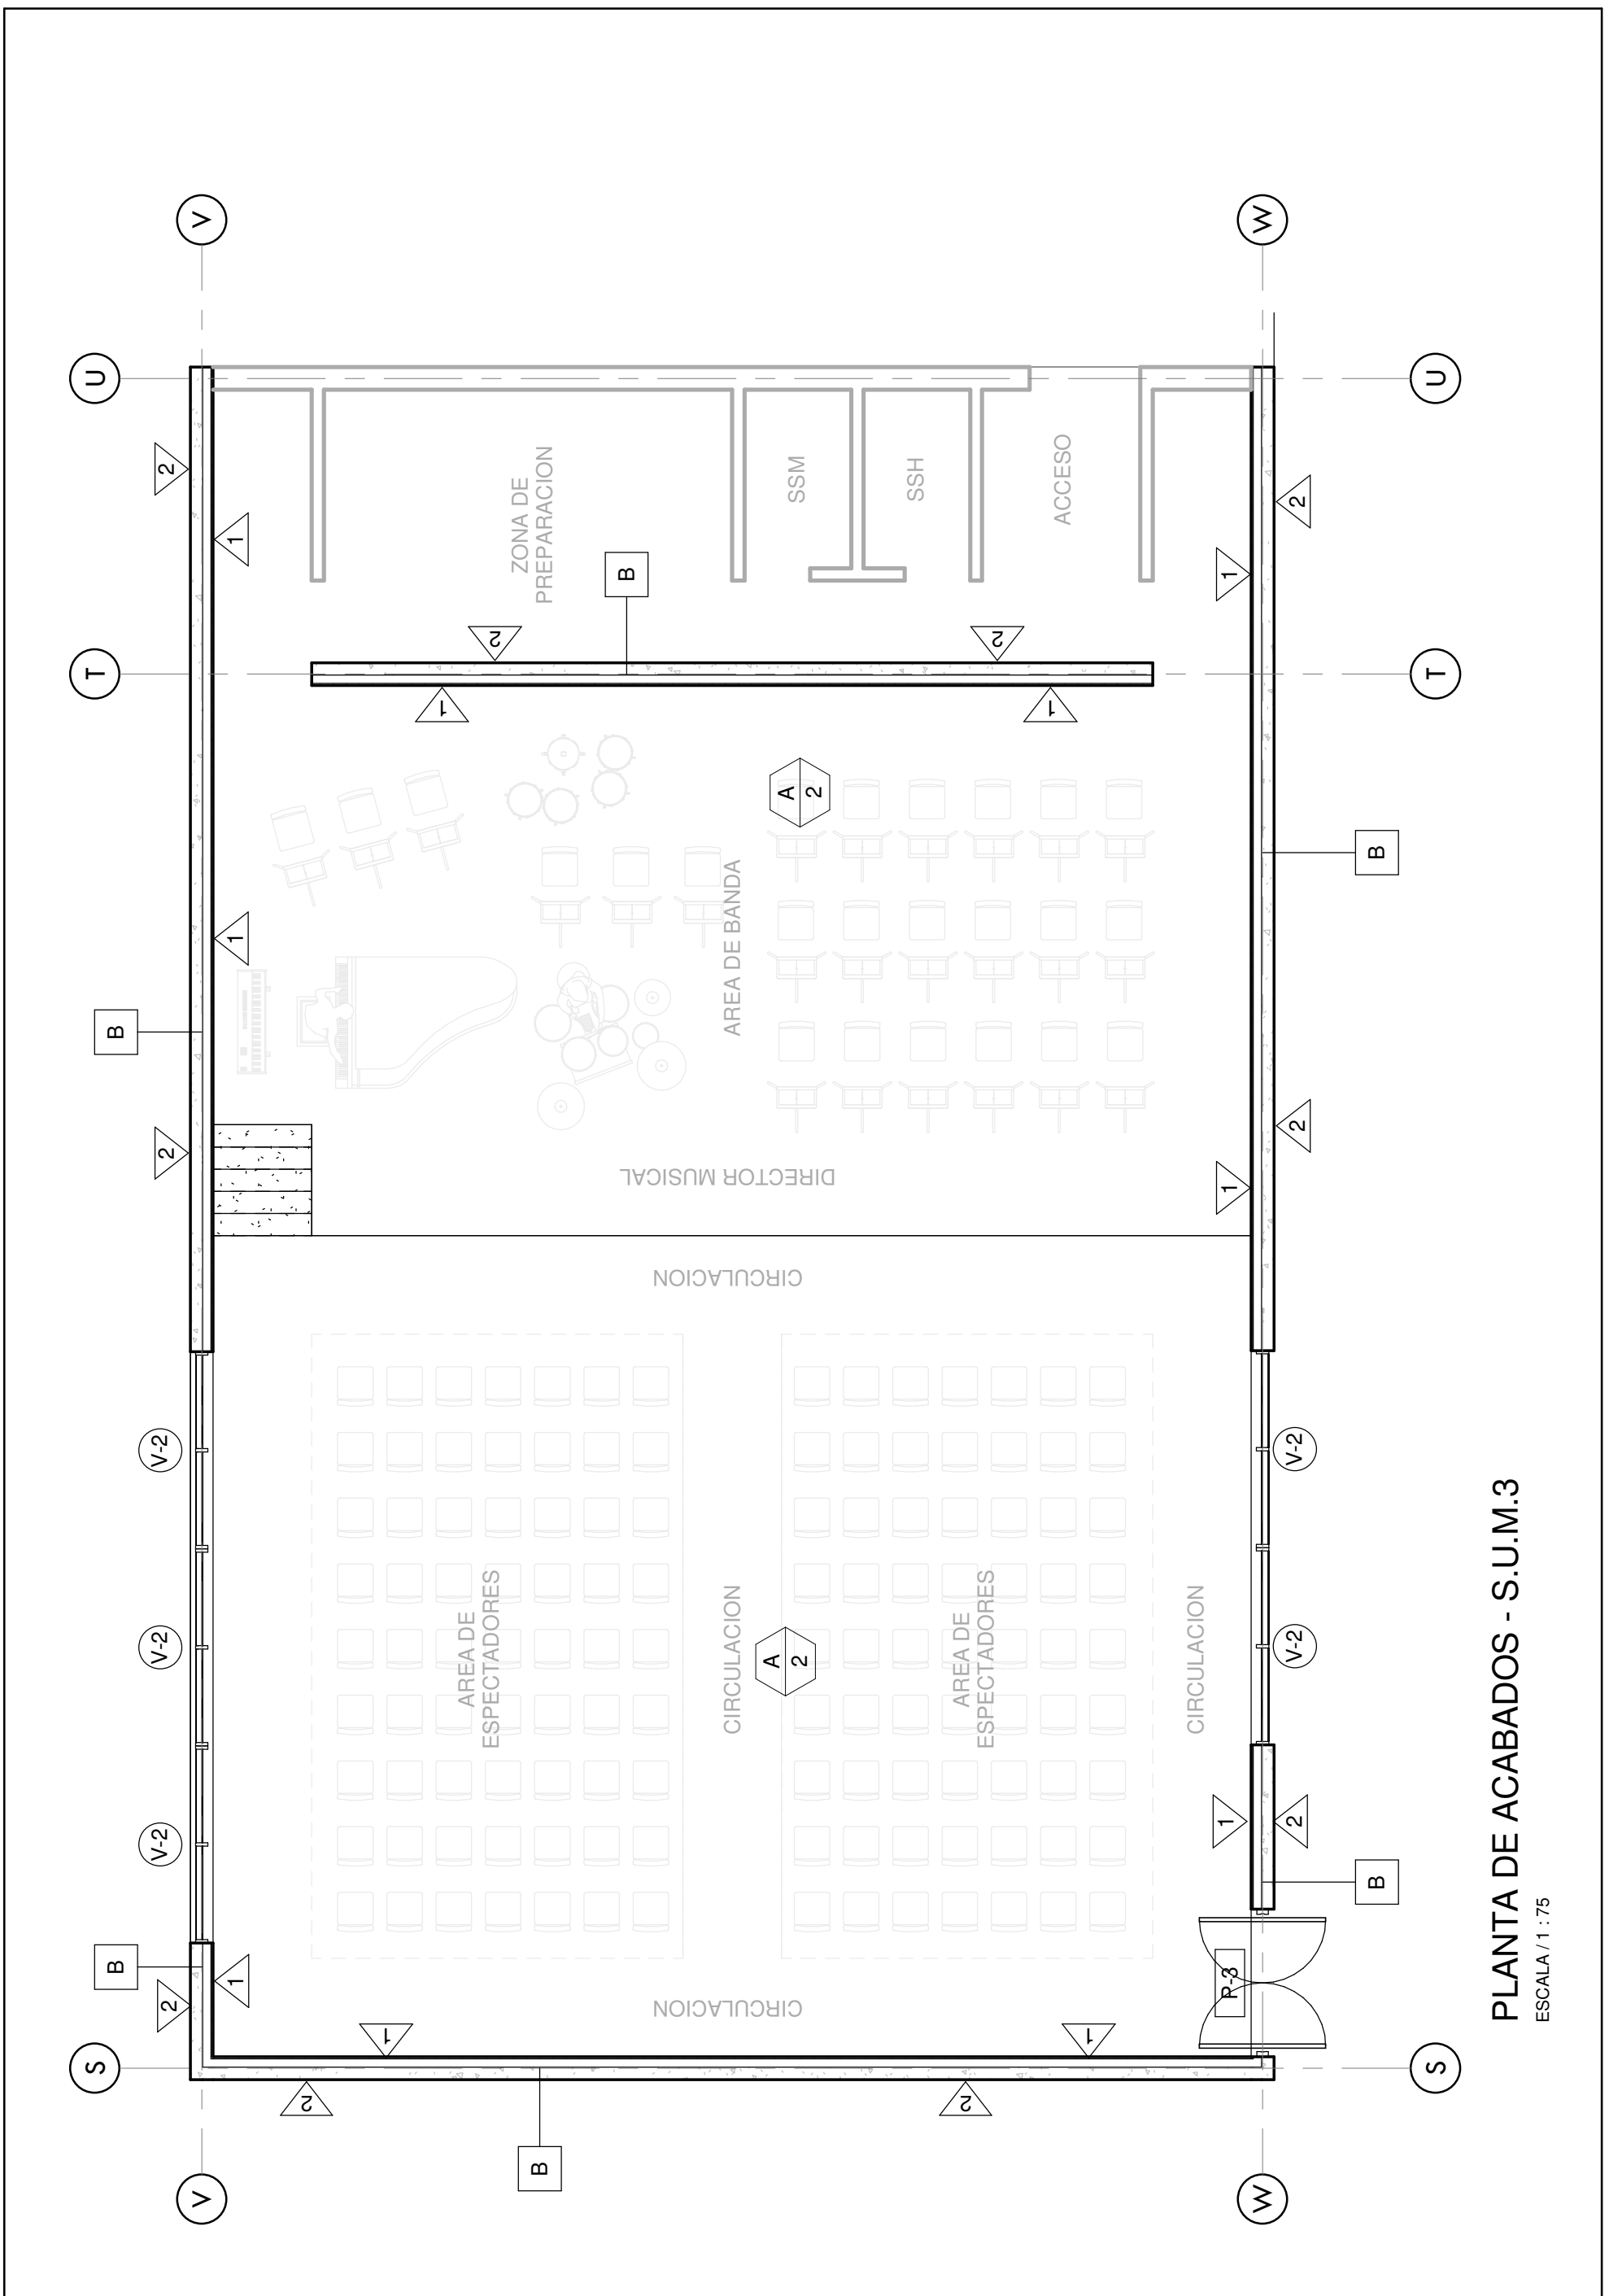 S
T
U
B
B
2
V-2
V-2
V-2
2
2
V
V
1
1
1
2
1
1
AREA DE
ESPECTADORES
2
ZONA DE
PREPARACION
B
B
CIRCULACION
CIRCULACION
CIRCULACION
DIRECTOR MUSICAL
AREA DE BANDA
A
2
A
2
SSM
SSH
AREA DE
ESPECTADORES
2
2
1
ACCESO
1
CIRCULACION
P-3
1
1
1
W
W
2
V-2
V-2
2
2
B
B
S
T
U
PLANTA DE ACABADOS - S.U.M.3
ESCALA / 1 : 75